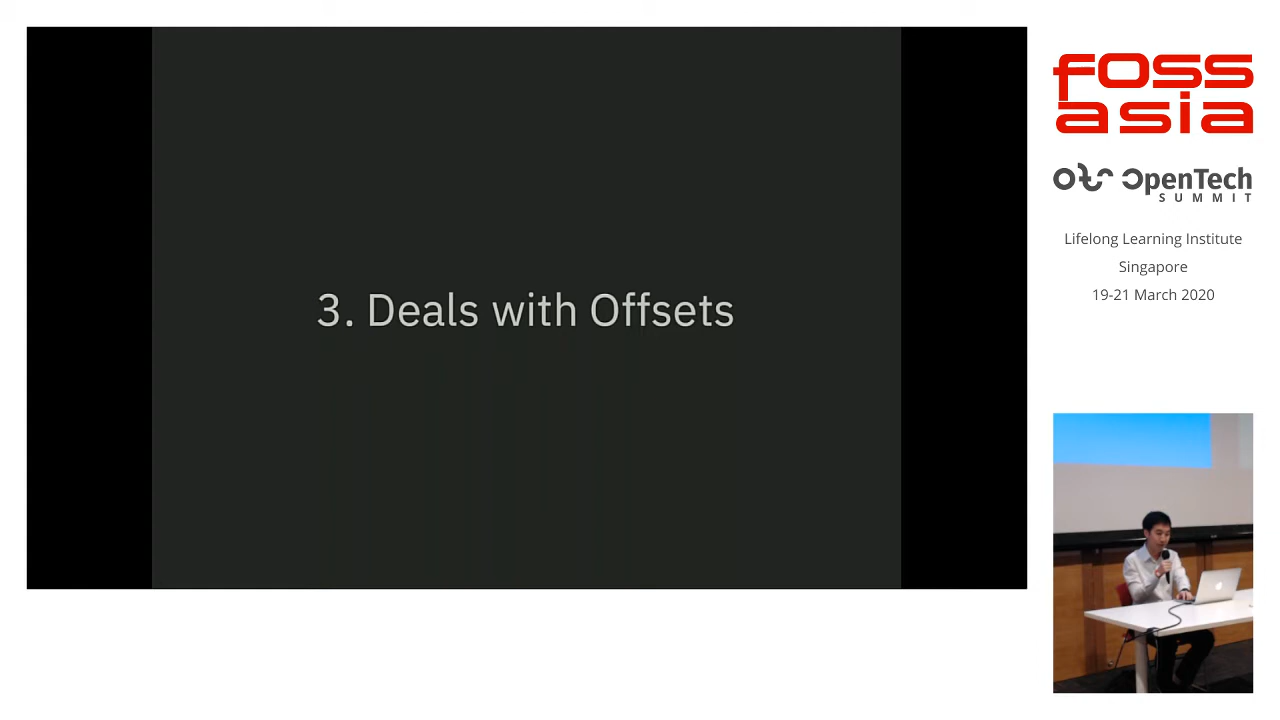 3. Deals with Offsets
foss
asia
OpenTech
SUMMIT
Lifelong Learning Institute
Singapore
19-21 March 2020